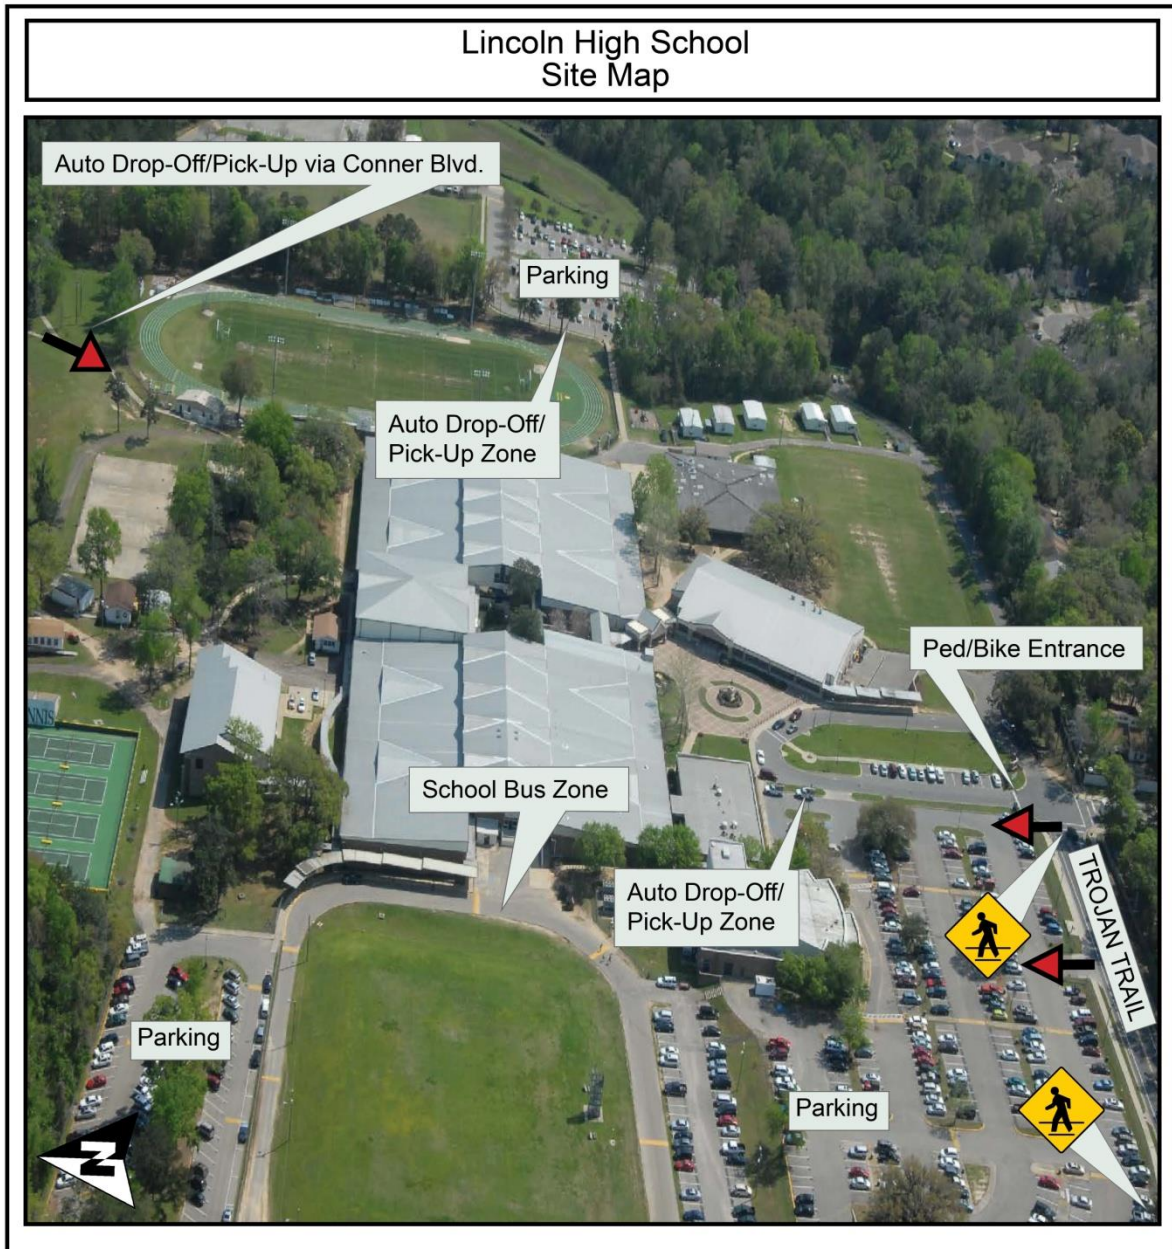 Lincoln High School
Site Map
Auto Drop-Off/Pick-Up via Conner Blvd.
Parking
Auto Drop-Off/
Pick-Up Zone
Ped/Bike Entrance
NNIS
School Bus Zone
Auto Drop-Off/
Pick-Up Zone
TROJAN TRAIL
Parking
Parking
N